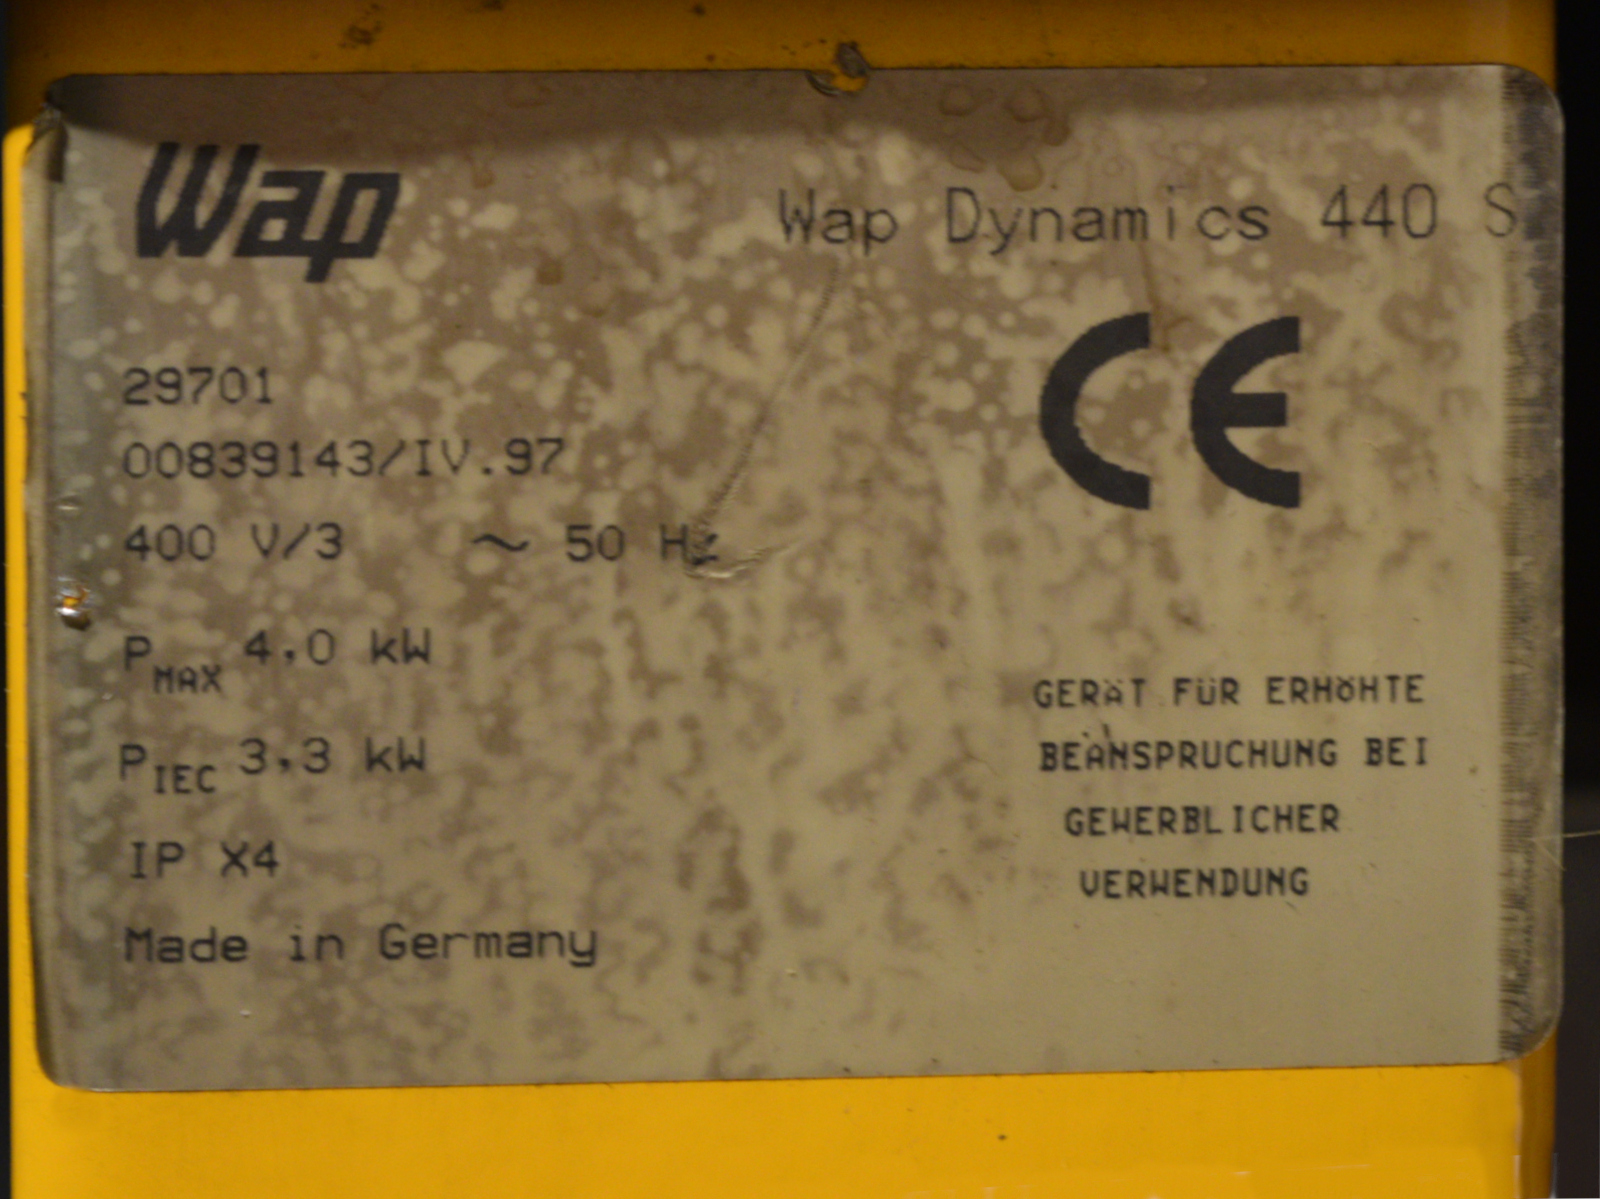 Wap
Wap Dynamics 440 S
29701
00839143/IV.97
400 V/3 ~ 50 Hz
PMAX 4,0 kW
PIEC 3,3 kW
IP X4
Made in Germany
CE
GERÄT FÜR ERHÖHTE
BEANSPRUCHUNG BEI
GEWERBLICHER
VERWENDUNG